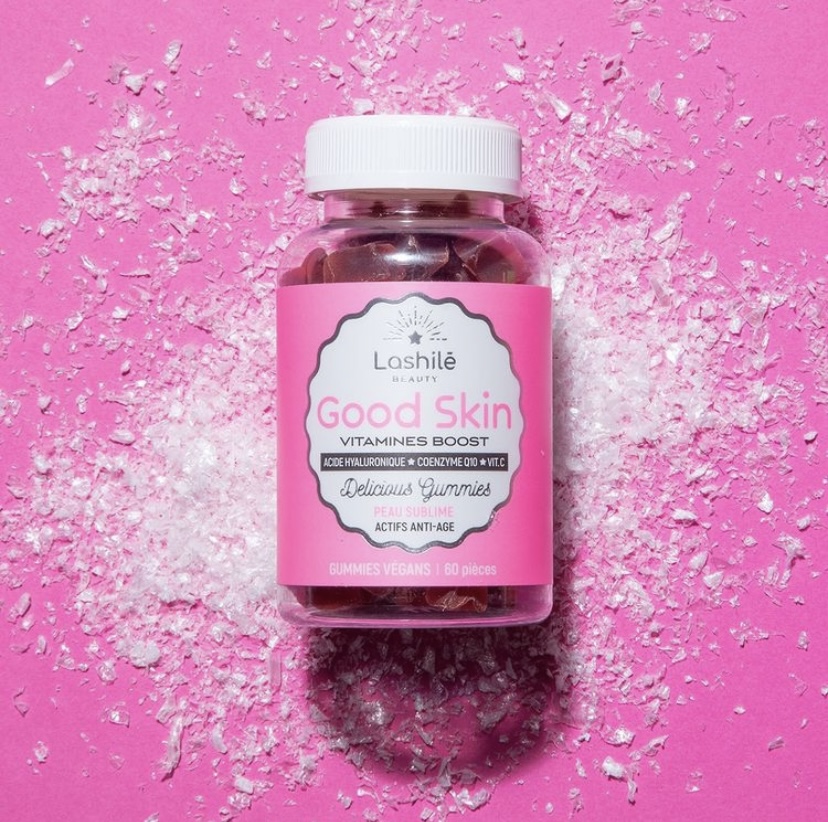 Lashilé
BEAUTY
Good Skin
VITAMINES BOOST
ACIDE HYALURONIQUE ★ COENZYME Q10 ★ VIT.C
Delicious Gummies
PEAU SUBLIME
ACTIFS ANTI-AGE
GUMMIES VEGANS | 60 pièces